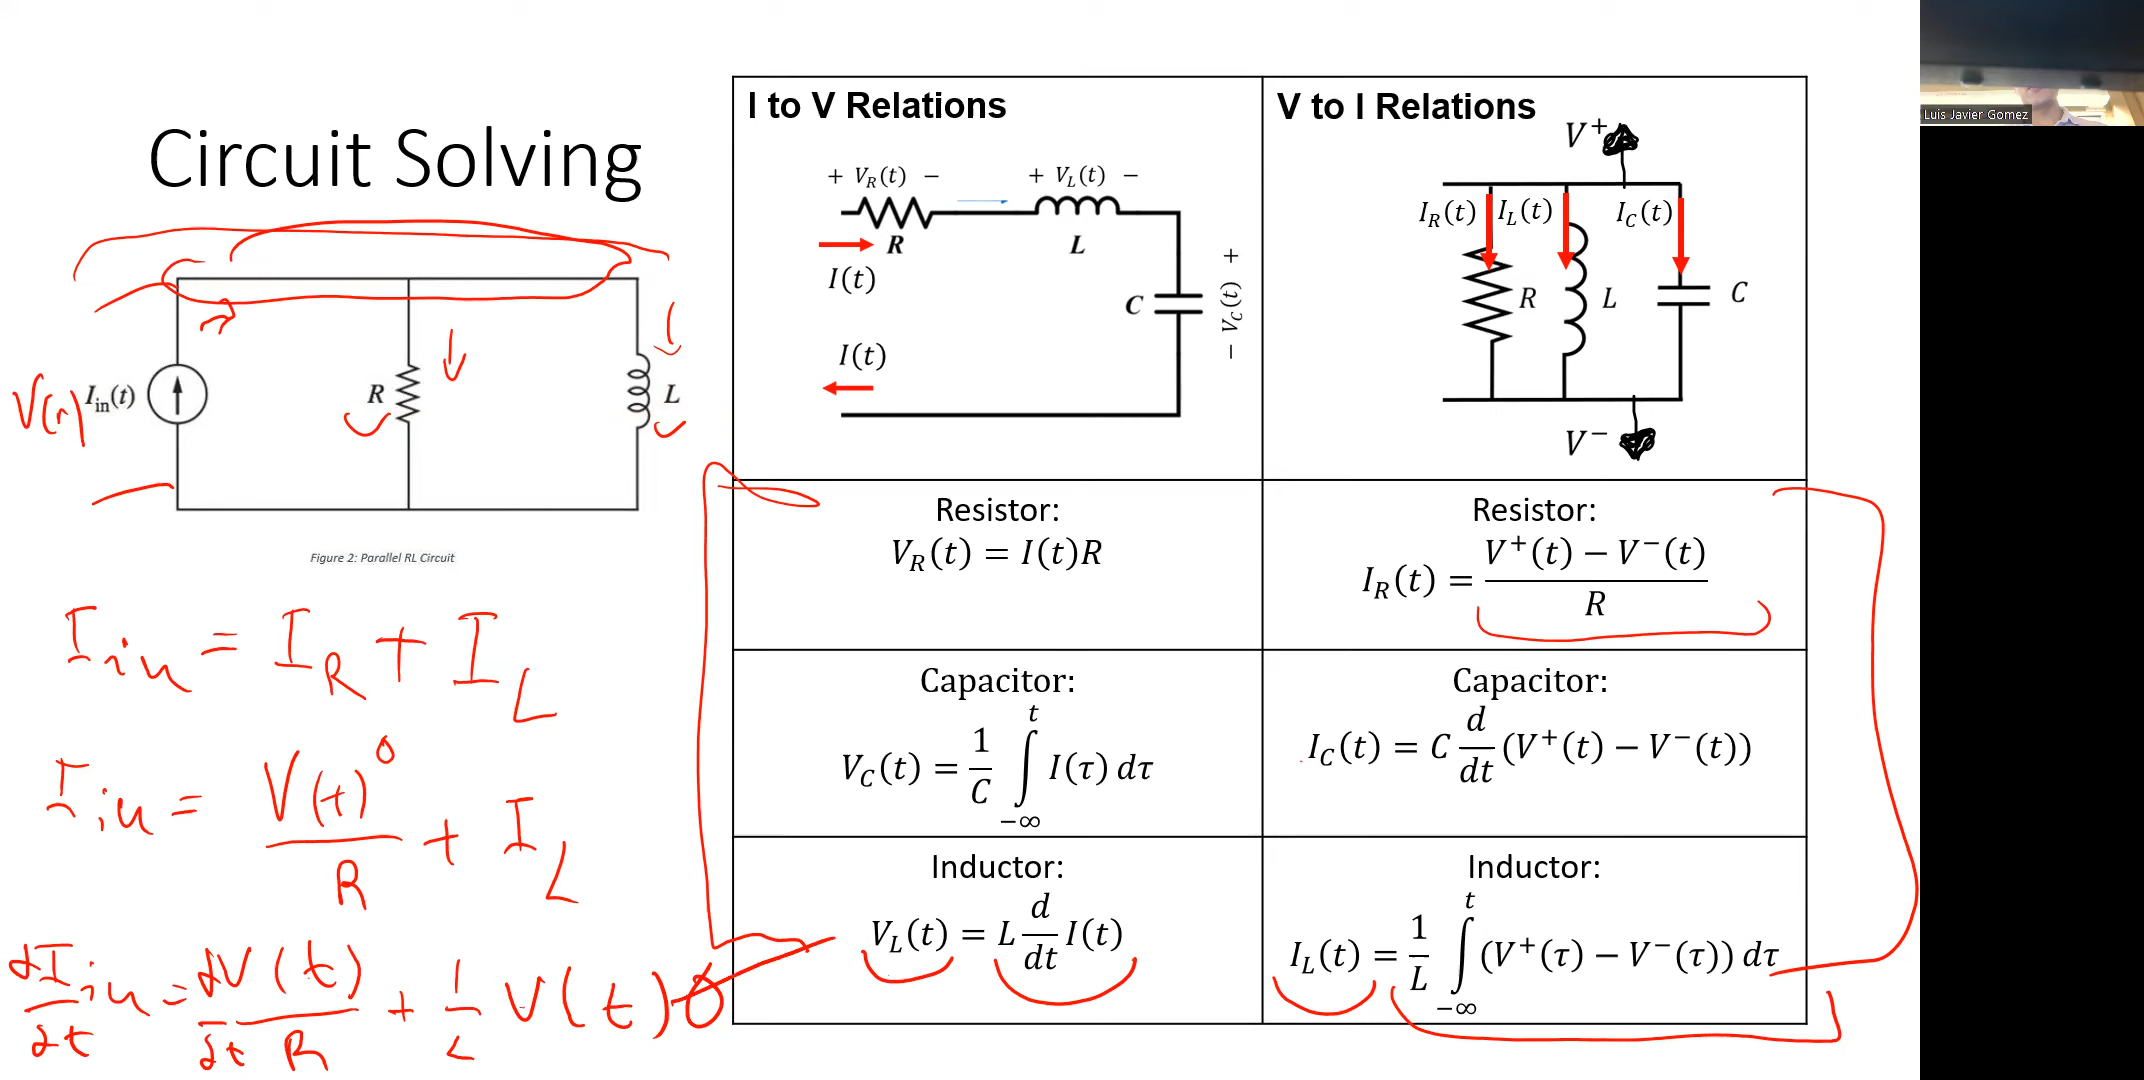 Circuit Solving
V(t)
I_in(t)
R
L
Figure 2: Parallel RL Circuit
I_in = I_R + I_L
I_in = V(t) / R + I_L
dI_in/dt = dV(t)/dt R + 1/L V(t)
I to V Relations
+ V_R(t) −
+ V_L(t) −
R
L
I(t)
C
+ V_C(t) −
I(t)
V to I Relations
V⁺
I_R(t)
I_L(t)
I_C(t)
R
L
C
V⁻
Resistor:
V_R(t) = I(t)R
Resistor:
I_R(t) = (V⁺(t) − V⁻(t)) / R
Capacitor:
V_C(t) = 1/C ∫_{−∞}^{t} I(τ) dτ
Capacitor:
I_C(t) = C d/dt (V⁺(t) − V⁻(t))
Inductor:
V_L(t) = L d/dt I(t)
Inductor:
I_L(t) = 1/L ∫_{−∞}^{t} (V⁺(τ) − V⁻(τ)) dτ
Luis Javier Gomez